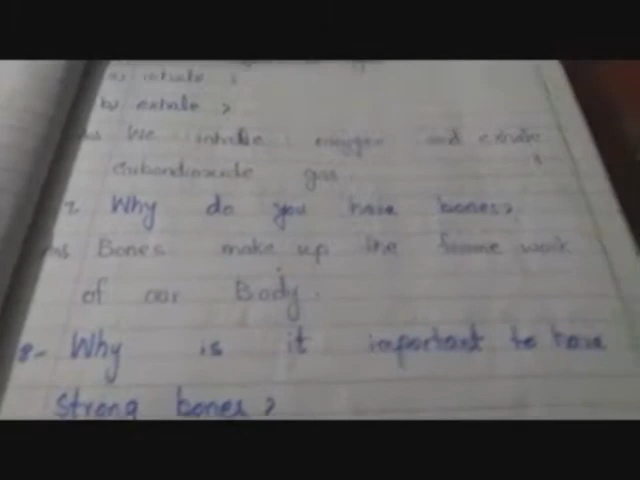 a) inhale ;
b) exhale ?
Ans We inhale oxygen and exhale
Carbondioxide gas.
7. Why do you have bones?
Ans Bones make up the frame work
of our Body.
8- Why is it important to have
strong bones?